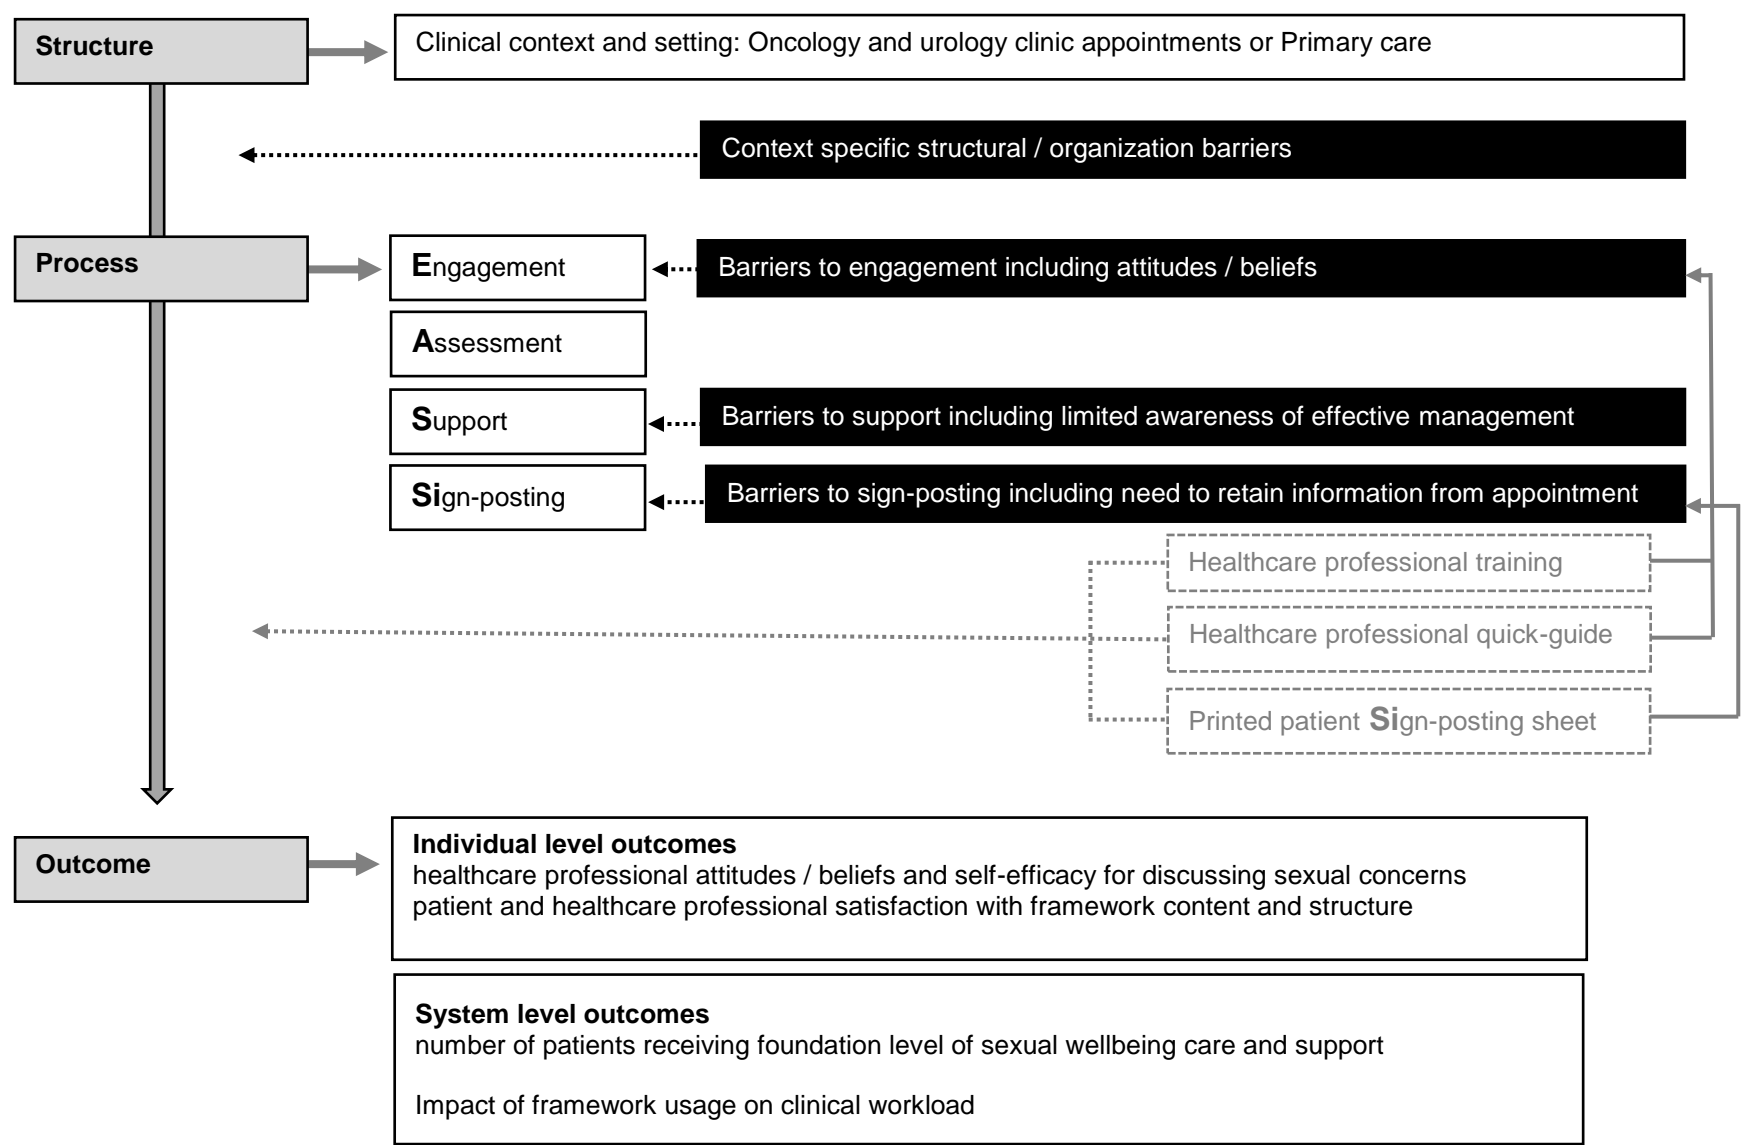 Structure
Clinical context and setting: Oncology and urology clinic appointments or Primary care
Context specific structural / organization barriers
Process
Engagement
Barriers to engagement including attitudes / beliefs
Assessment
Support
Barriers to support including limited awareness of effective management
Sign-posting
Barriers to sign-posting including need to retain information from appointment
Healthcare professional training
Healthcare professional quick-guide
Printed patient Sign-posting sheet
Outcome
Individual level outcomes
healthcare professional attitudes / beliefs and self-efficacy for discussing sexual concerns
patient and healthcare professional satisfaction with framework content and structure
System level outcomes
number of patients receiving foundation level of sexual wellbeing care and support
Impact of framework usage on clinical workload